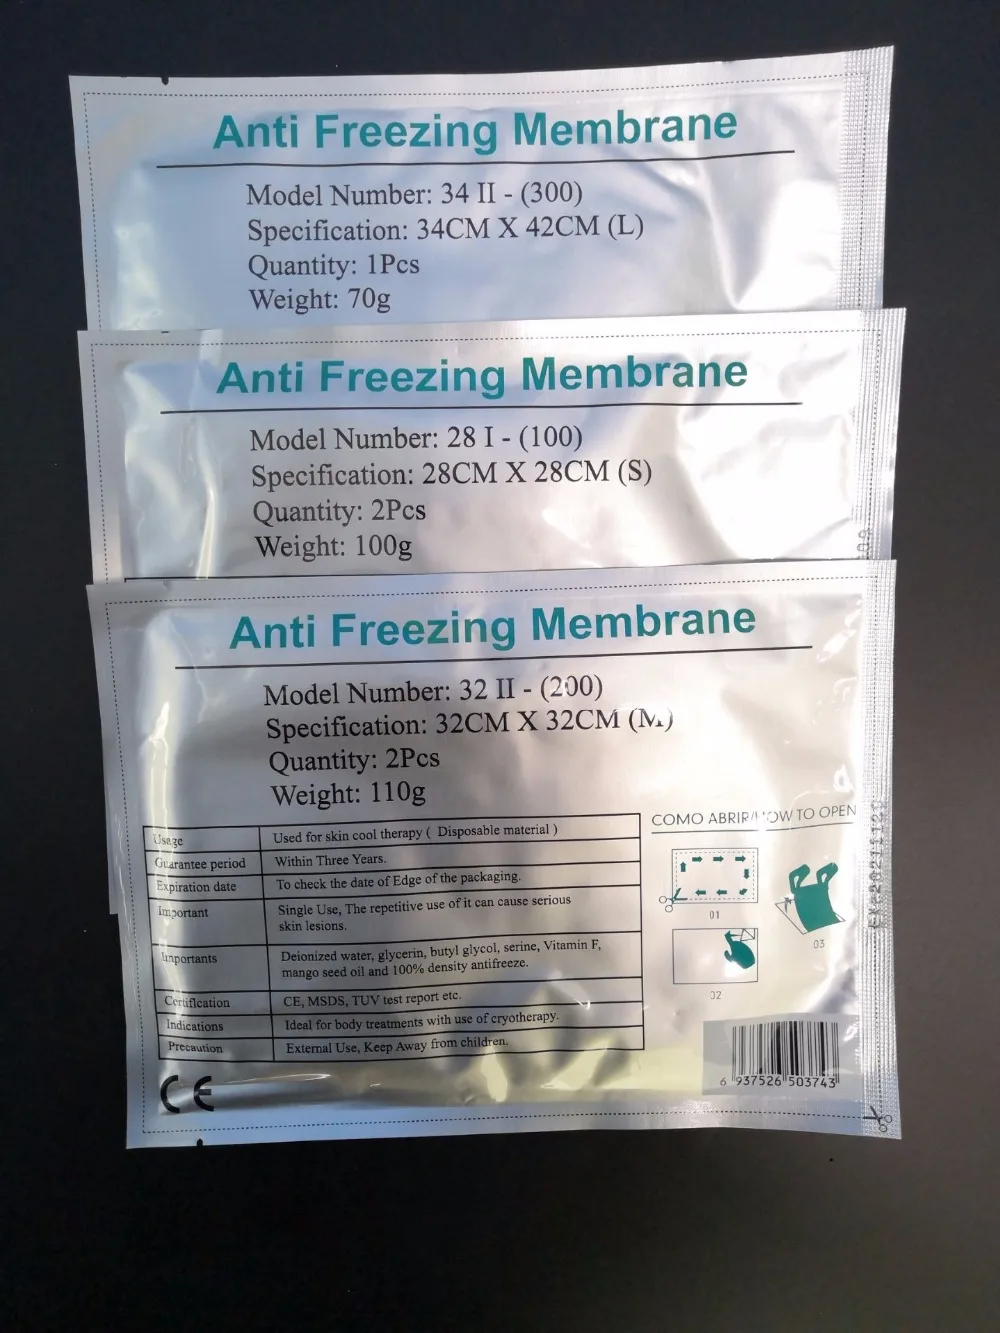 Anti Freezing Membrane
Model Number: 34 II - (300)
Specification: 34CM X 42CM (L)
Quantity: 1Pcs
Weight: 70g
Anti Freezing Membrane
Model Number: 28 I - (100)
Specification: 28CM X 28CM (S)
Quantity: 2Pcs
Weight: 100g
Anti Freezing Membrane
Model Number: 32 II - (200)
Specification: 32CM X 32CM (M)
Quantity: 2Pcs
Weight: 110g
Usage Used for skin cool therapy ( Disposable material )
Guarantee period Within Three Years.
Expiration date To check the date of Edge of the packaging.
Important Single Use, The repetitive use of it can cause serious
skin lesions.
Importants Deionized water, glycerin, butyl glycol, serine, Vitamin F,
mango seed oil and 100% density antifreeze.
Certification CE, MSDS, TUV test report etc.
Indications Ideal for body treatments with use of cryotherapy.
Precaution External Use, Keep Away from children.
CE
COMO ABRIR/HOW TO OPEN
01
02
03
6 937526 503743